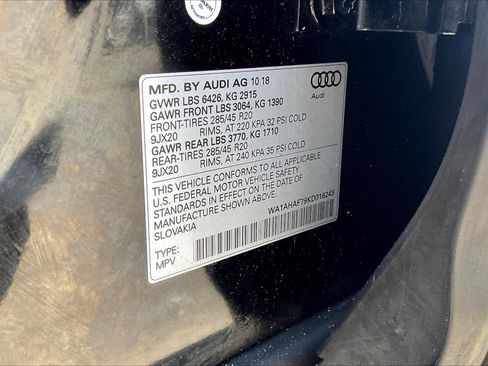 MFD. BY AUDI AG 10.18
GVWR LBS 6426, KG 2915
GAWR FRONT LBS 3064, KG 1390
FRONT-TIRES 285/45 R20
9JX20 RIMS, AT 220 KPA 32 PSI COLD
GAWR REAR LBS 3770, KG 1710
REAR-TIRES 285/45 R20
9JX20 RIMS, AT 240 KPA 35 PSI COLD
THIS VEHICLE CONFORMS TO ALL APPLICABLE
U.S. FEDERAL MOTOR VEHICLE SAFETY
STANDARDS IN EFFECT ON THE DATE OF
MANUFACTURE SHOWN ABOVE.
SLOVAKIA
WA1AHAF79KD016243
TYPE:
MPV
Audi